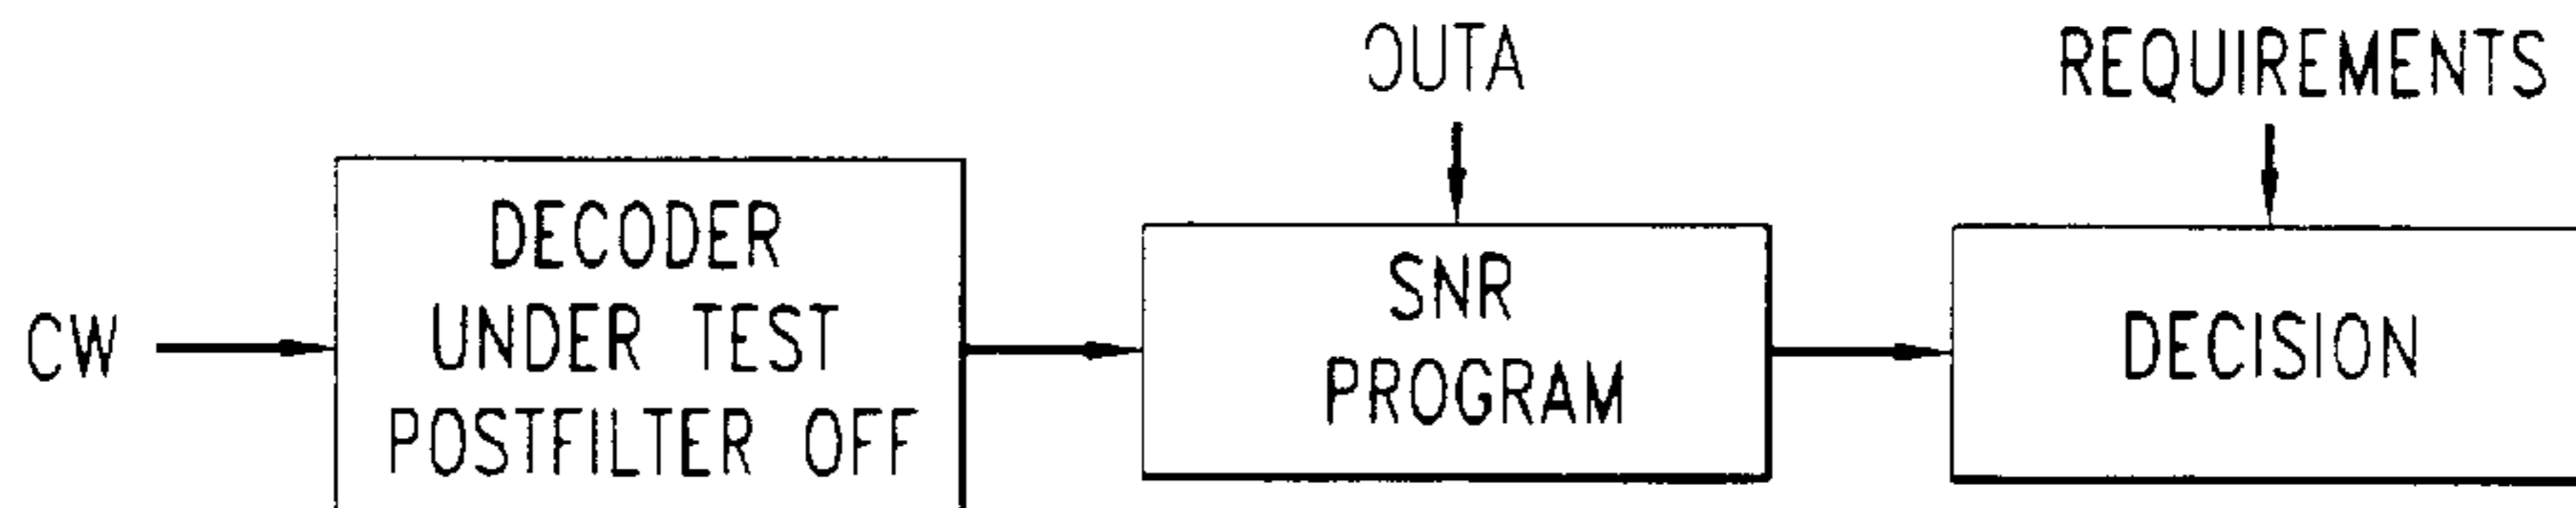 OUTA
REQUIREMENTS
CW
DECODER
UNDER TEST
POSTFILTER OFF
SNR
PROGRAM
DECISION